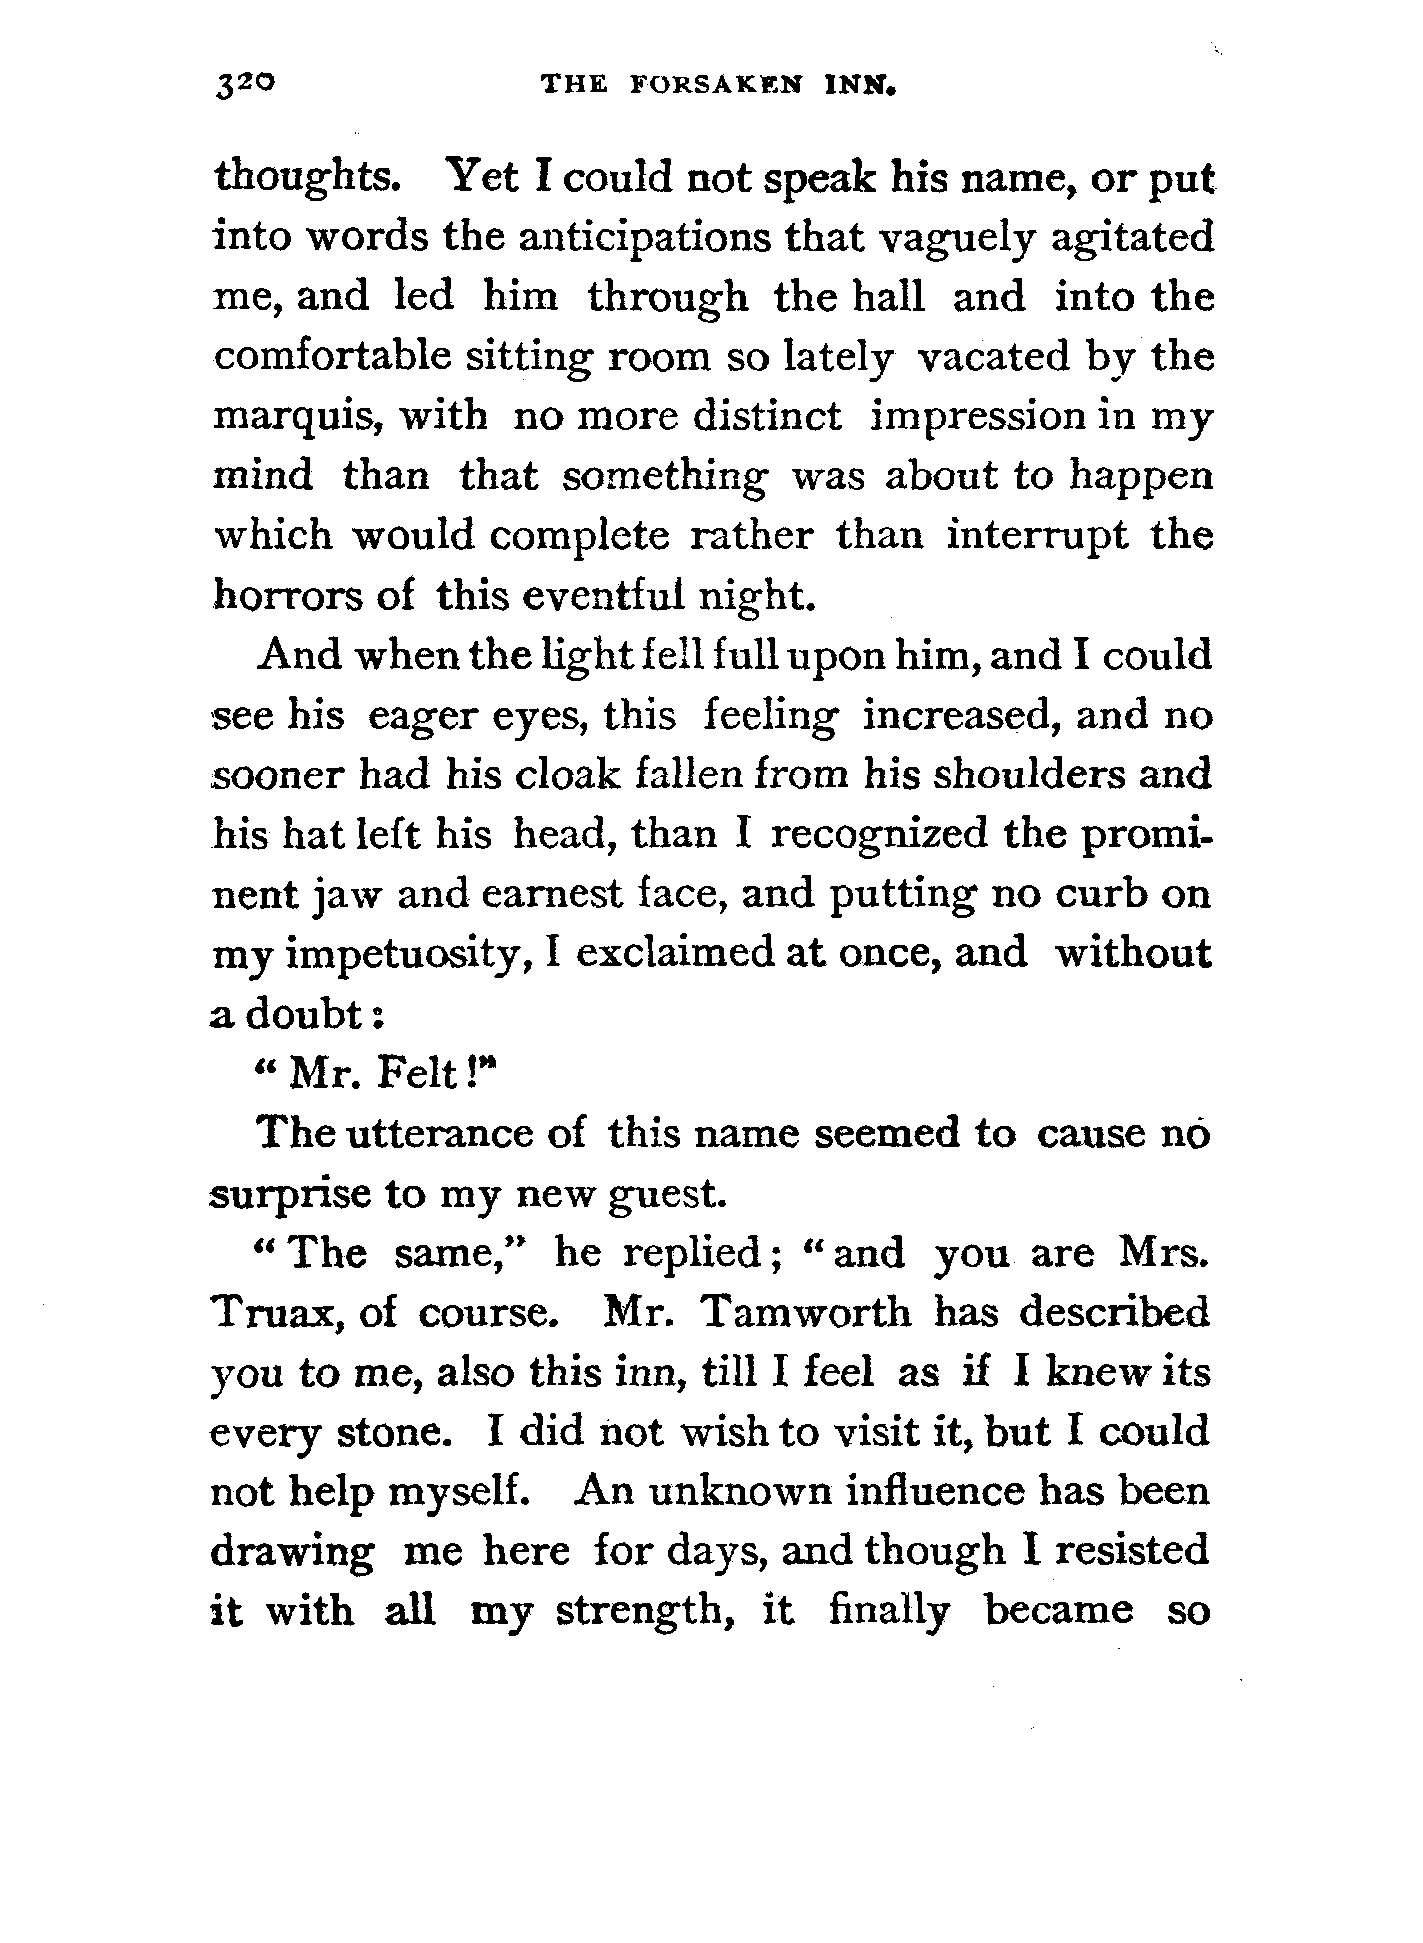 320 THE FORSAKEN INN.
thoughts. Yet I could not speak his name, or put
into words the anticipations that vaguely agitated
me, and led him through the hall and into the
comfortable sitting room so lately vacated by the
marquis, with no more distinct impression in my
mind than that something was about to happen
which would complete rather than interrupt the
horrors of this eventful night.
And when the light fell full upon him, and I could
see his eager eyes, this feeling increased, and no
sooner had his cloak fallen from his shoulders and
his hat left his head, than I recognized the promi-
nent jaw and earnest face, and putting no curb on
my impetuosity, I exclaimed at once, and without
a doubt :
“ Mr. Felt !”
The utterance of this name seemed to cause no
surprise to my new guest.
“ The same,” he replied ; “ and you are Mrs.
Truax, of course. Mr. Tamworth has described
you to me, also this inn, till I feel as if I knew its
every stone. I did not wish to visit it, but I could
not help myself. An unknown influence has been
drawing me here for days, and though I resisted
it with all my strength, it finally became so